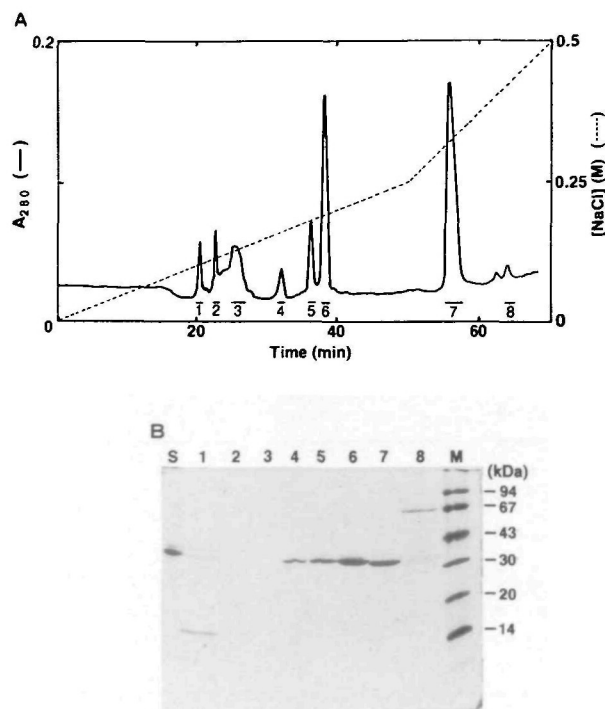 A
0.2
0.5
A280 (—)
[NaCl] (M) (----)
0.25
1 2 3 4 5 6 7 8
0 20 40 60 0
Time (min)
B
S 1 2 3 4 5 6 7 8 M
(kDa)
–94
–67
–43
–30
–20
–14